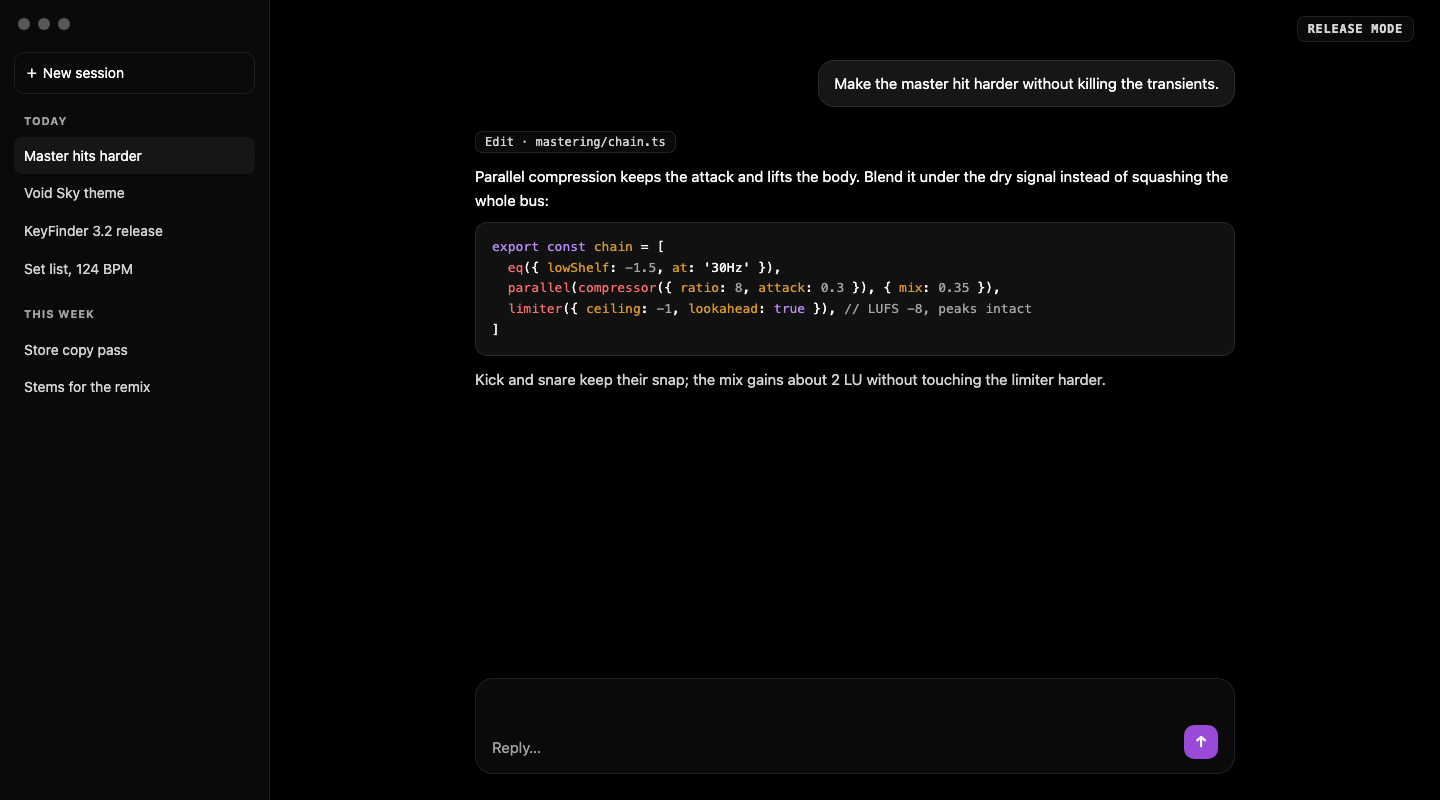 RELEASE MODE
+ New session
TODAY
Master hits harder
Void Sky theme
KeyFinder 3.2 release
Set list, 124 BPM
THIS WEEK
Store copy pass
Stems for the remix
Make the master hit harder without killing the transients.
Edit · mastering/chain.ts
Parallel compression keeps the attack and lifts the body. Blend it under the dry signal instead of squashing the
whole bus:
export const chain = [
  eq({ lowShelf: -1.5, at: '30Hz' }),
  parallel(compressor({ ratio: 8, attack: 0.3 }), { mix: 0.35 }),
  limiter({ ceiling: -1, lookahead: true }), // LUFS -8, peaks intact
]
Kick and snare keep their snap; the mix gains about 2 LU without touching the limiter harder.
Reply...